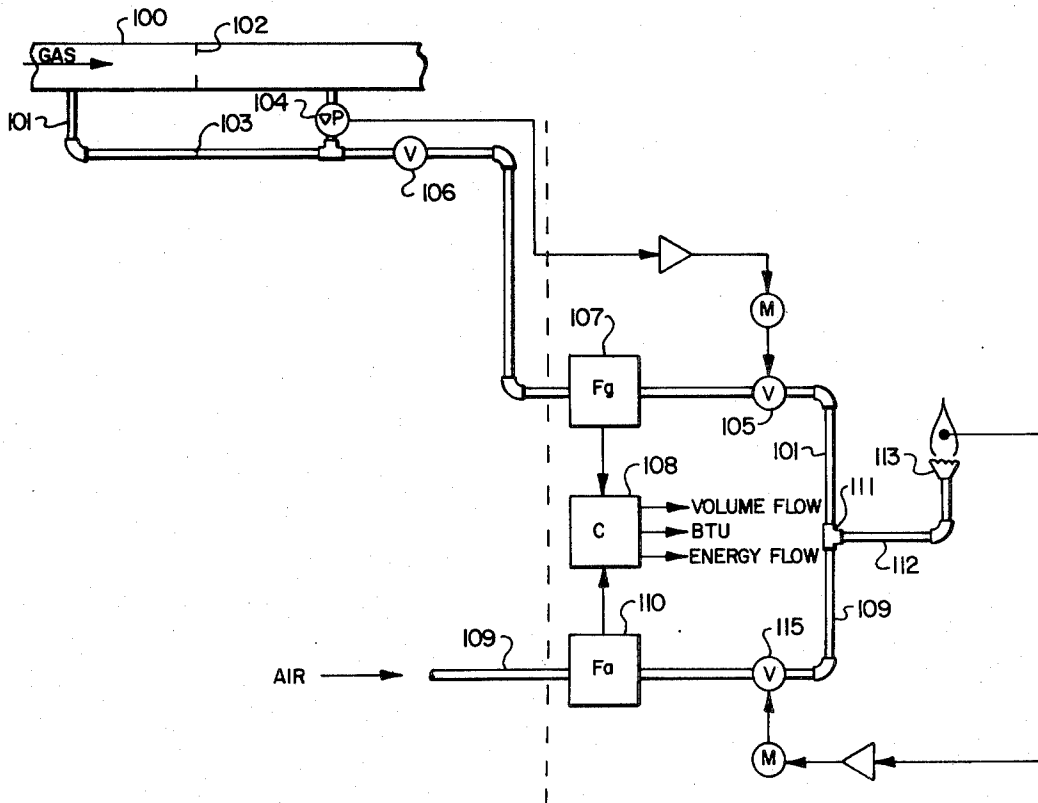 100
102
GAS
104
∇P
101
103
V
106
M
107
Fg
V
105
101
113
108
111
C
VOLUME FLOW
BTU
ENERGY FLOW
112
110
109
115
109
AIR
Fa
V
M